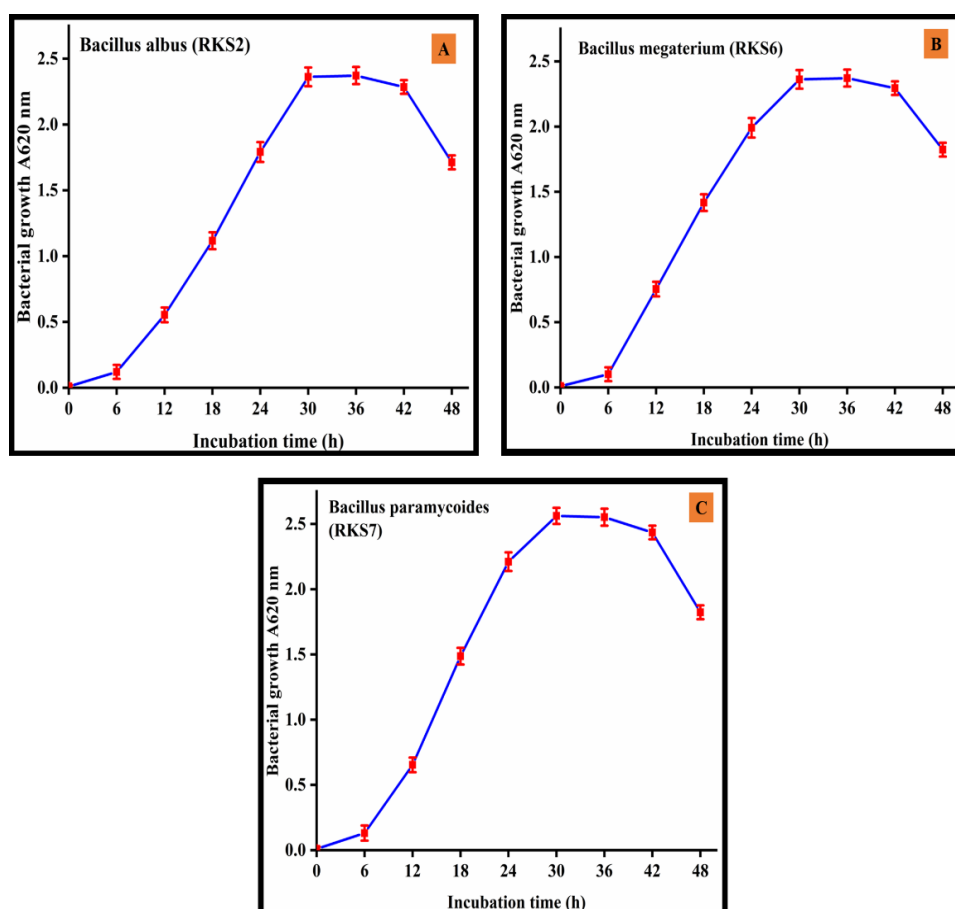 Bacillus albus (RKS2)
A
Bacterial growth A620 nm
2.5
2.0
1.5
1.0
0.5
0.0
0 6 12 18 24 30 36 42 48
Incubation time (h)
Bacillus megaterium (RKS6)
B
Bacterial growth A620 nm
2.5
2.0
1.5
1.0
0.5
0.0
0 6 12 18 24 30 36 42 48
Incubation time (h)
Bacillus paramycoides
(RKS7)
C
Bacterial growth A620 nm
2.5
2.0
1.5
1.0
0.5
0.0
0 6 12 18 24 30 36 42 48
Incubation time (h)